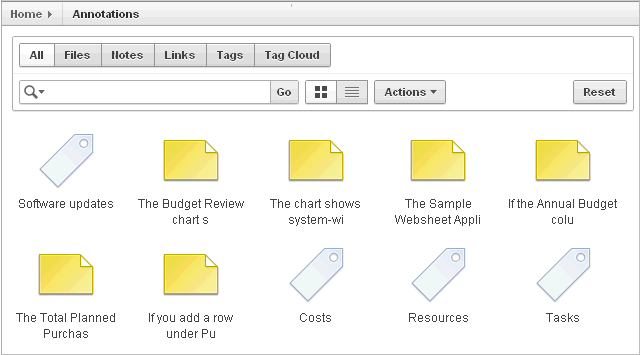 Home Annotations
All Files Notes Links Tags Tag Cloud
Go Actions Reset
Software updates
The Budget Review
chart s
The chart shows
system-wi
The Sample
Websheet Appli
If the Annual Budget
colu
The Total Planned
Purchas
If you add a row
under Pu
Costs
Resources
Tasks